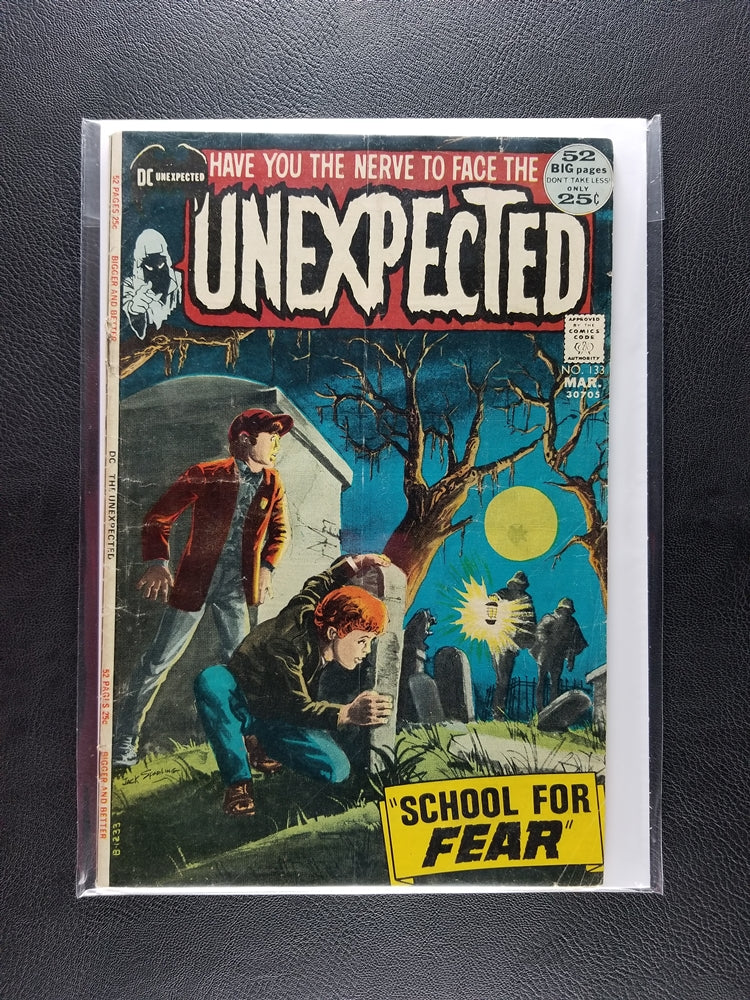 DC UNEXPECTED
HAVE YOU THE NERVE TO FACE THE
UNEXPECTED
52
BIG pages
DON'T TAKE LESS!
ONLY
25¢
APPROVED
BY THE
COMICS
CODE
AUTHORITY
NO. 133
MAR.
30705
52 PAGES 25¢ BIGGER AND BETTER
DC THE UNEXPECTED
52 PAGES 25¢ BIGGER AND BETTER
JACK SPARLING
"SCHOOL FOR
FEAR"